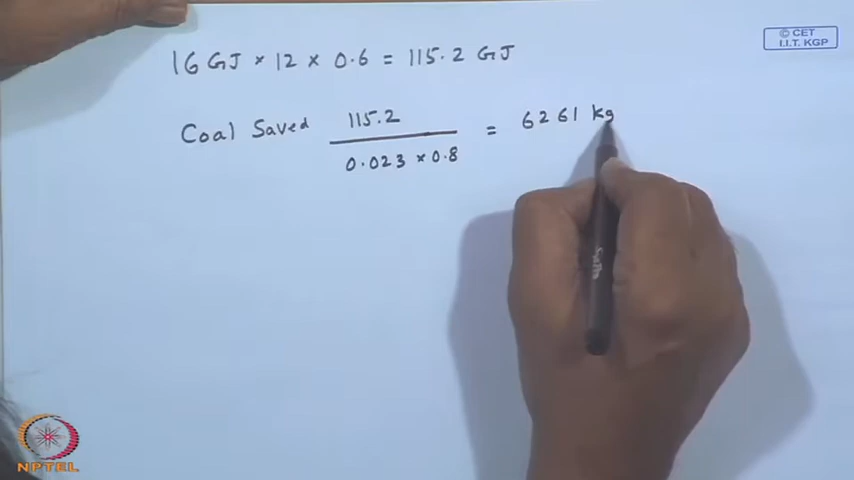 © CET
I.I.T. KGP
16 GJ × 12 × 0.6 = 115.2 GJ
Coal Saved 115.2 / 0.023 × 0.8 = 6261 kg
NPTEL